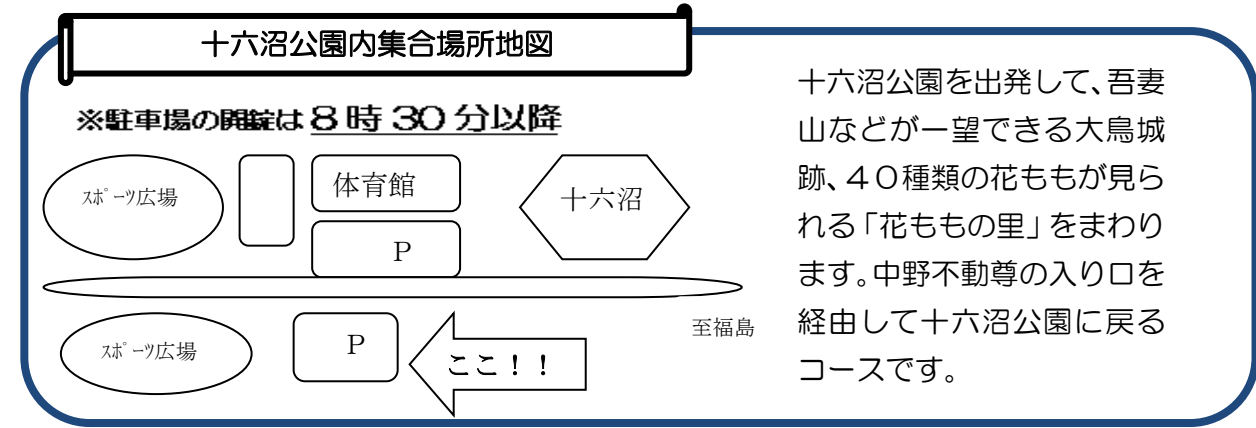 十六沼公園内集合場所地図
※駐車場の開錠は８時３０分以降
ｽﾎﾟｰﾂ広場
体育館
十六沼
Ｐ
至福島
ｽﾎﾟｰﾂ広場
Ｐ
ここ！！
十六沼公園を出発して、吾妻
山などが一望できる大鳥城
跡、４０種類の花ももが見ら
れる「花ももの里」をまわり
ます。中野不動尊の入り口を
経由して十六沼公園に戻る
コースです。